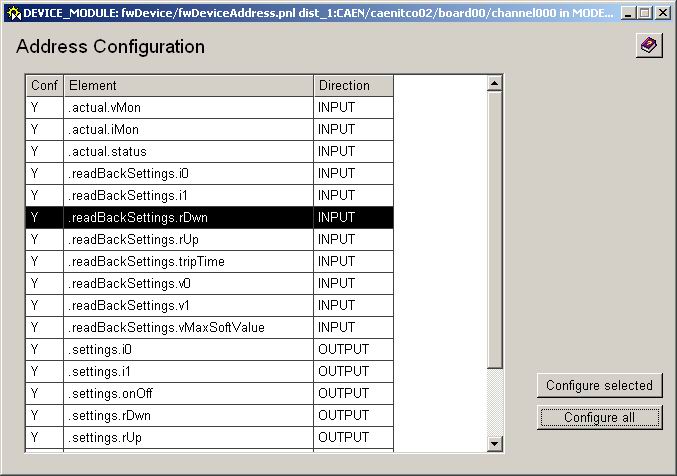 DEVICE_MODULE: fwDevice/fwDeviceAddress.pnl dist_1:CAEN/caenitco02/board00/channel000 in MODE...
Address Configuration
Conf Element Direction
Y .actual.vMon INPUT
Y .actual.iMon INPUT
Y .actual.status INPUT
Y .readBackSettings.i0 INPUT
Y .readBackSettings.i1 INPUT
Y .readBackSettings.rDwn INPUT
Y .readBackSettings.rUp INPUT
Y .readBackSettings.tripTime INPUT
Y .readBackSettings.v0 INPUT
Y .readBackSettings.v1 INPUT
Y .readBackSettings.vMaxSoftValue INPUT
Y .settings.i0 OUTPUT
Y .settings.i1 OUTPUT
Y .settings.onOff OUTPUT
Y .settings.rDwn OUTPUT
Y .settings.rUp OUTPUT
Configure selected
Configure all